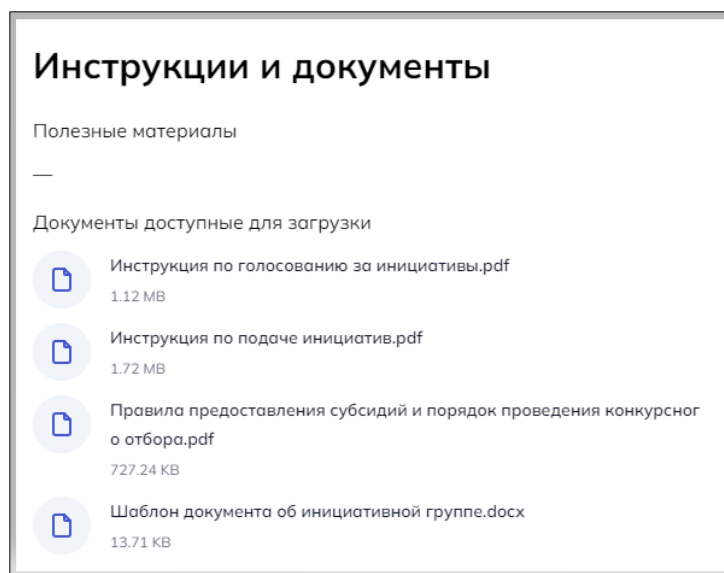 Инструкции и документы
Полезные материалы
—
Документы доступные для загрузки
Инструкция по голосованию за инициативы.pdf
1.12 MB
Инструкция по подаче инициатив.pdf
1.72 MB
Правила предоставления субсидий и порядок проведения конкурсног
о отбора.pdf
727.24 KB
Шаблон документа об инициативной группе.docx
13.71 KB